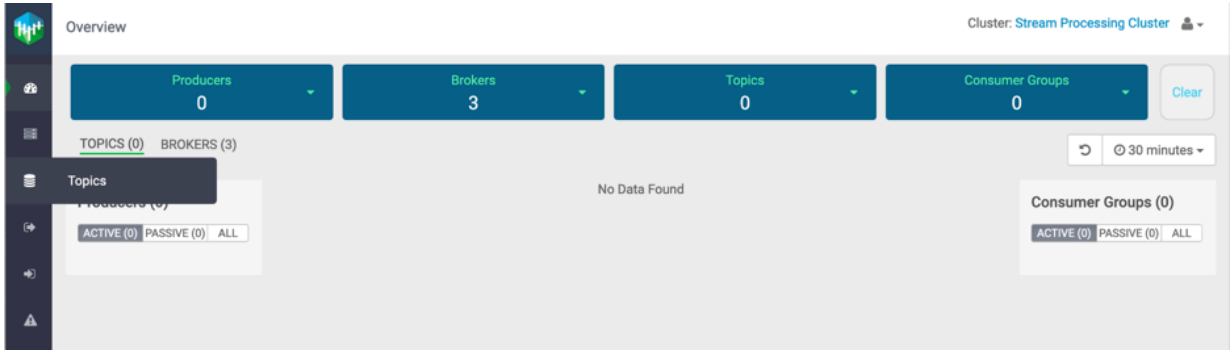 Overview
Cluster: Stream Processing Cluster
Producers
0
Brokers
3
Topics
0
Consumer Groups
0
Clear
TOPICS (0) BROKERS (3)
30 minutes
Topics
Producers (0)
ACTIVE (0) PASSIVE (0) ALL
No Data Found
Consumer Groups (0)
ACTIVE (0) PASSIVE (0) ALL